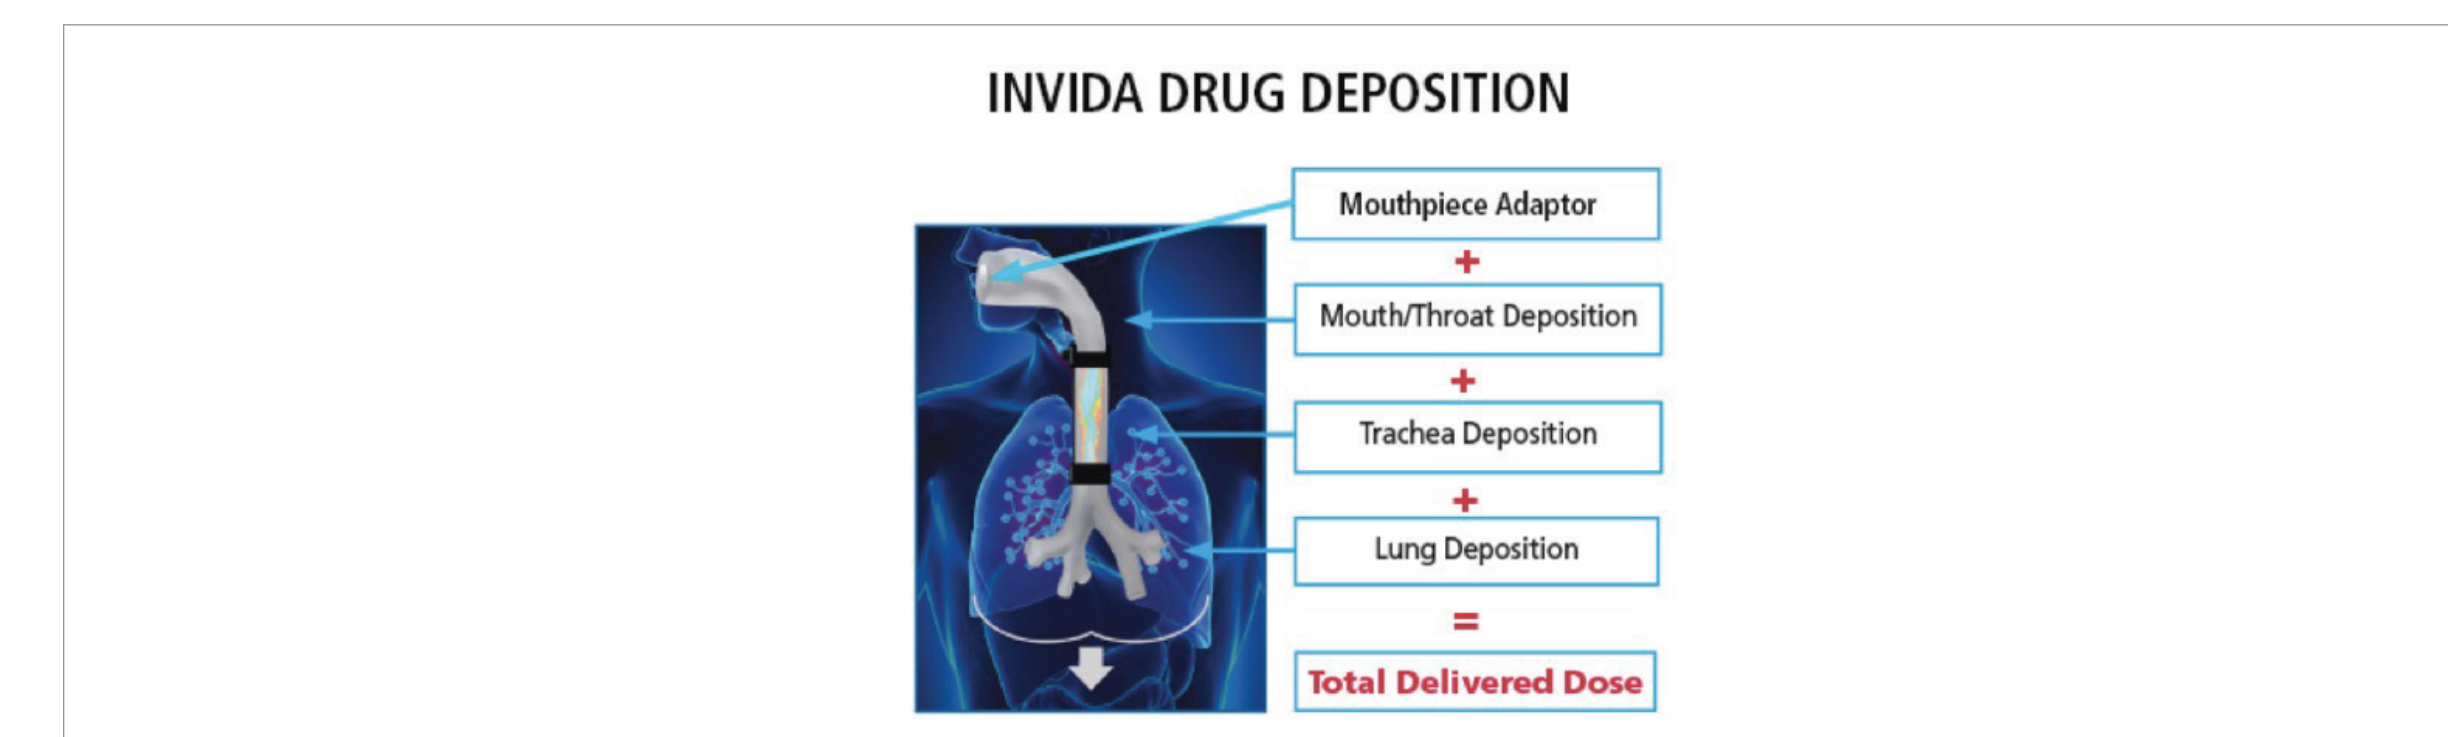 INVIDA DRUG DEPOSITION
Mouthpiece Adaptor
+
Mouth/Throat Deposition
+
Trachea Deposition
+
Lung Deposition
=
Total Delivered Dose